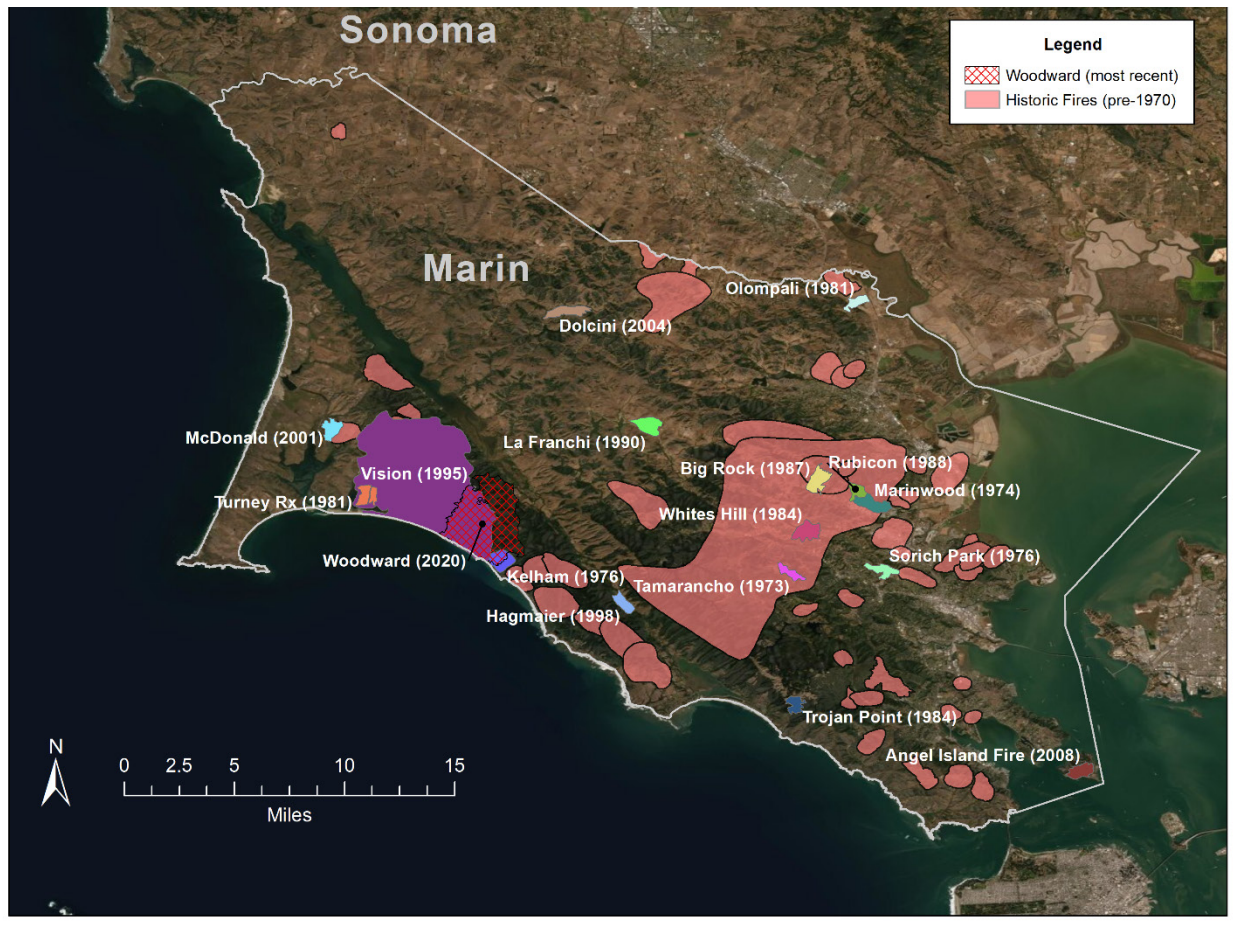 Sonoma
Legend
Woodward (most recent)
Historic Fires (pre-1970)
Marin
Olompali (1981)
Dolcini (2004)
McDonald (2001)
La Franchi (1990)
Vision (1995)
Big Rock (1987)
Rubicon (1988)
Turney Rx (1981)
Marinwood (1974)
Whites Hill (1984)
Woodward (2020)
Sorich Park (1976)
Kelham (1976)
Tamarancho (1973)
Hagmaier (1998)
Trojan Point (1984)
Angel Island Fire (2008)
N
0 2.5 5 10 15
Miles